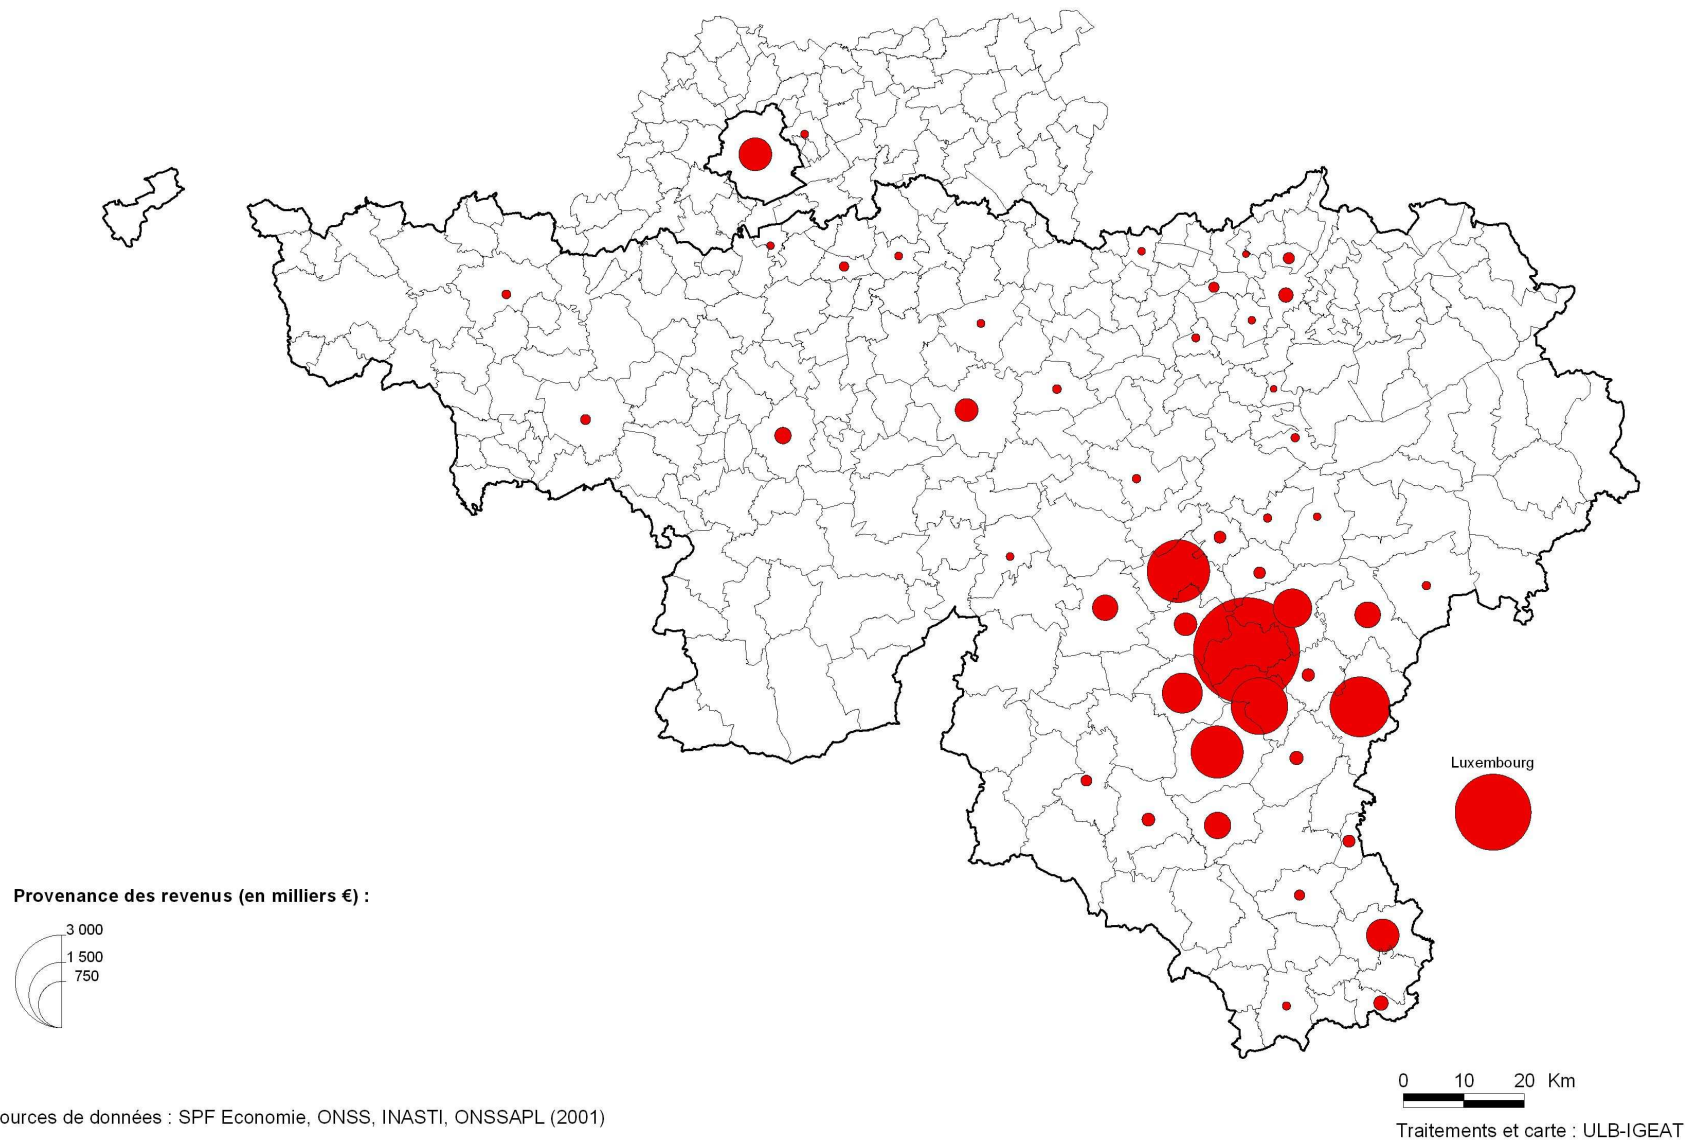 Luxembourg
Provenance des revenus (en milliers €) :
3 000
1 500
750
0 10 20 Km
ources de données : SPF Economie, ONSS, INASTI, ONSSAPL (2001)
Traitements et carte : ULB-IGEAT